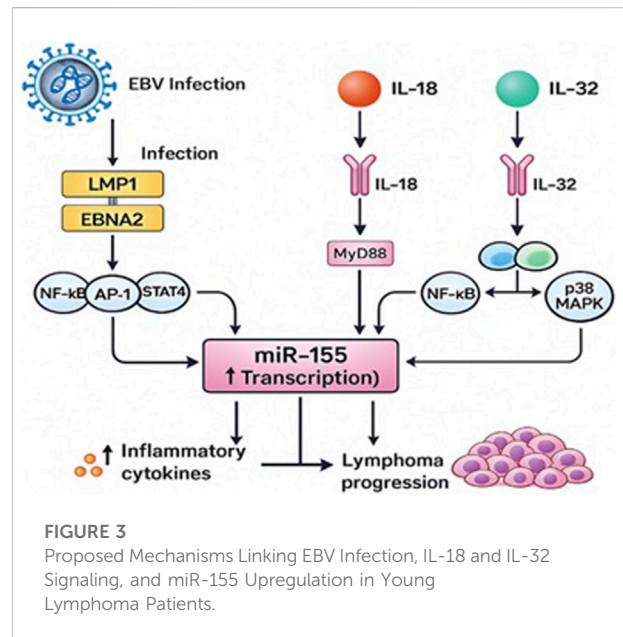 EBV Infection
IL-18
IL-32
Infection
LMP1
EBNA2
IL-18
IL-32
MyD88
NF-kB
AP-1
STAT4
NF-κB
p38
MAPK
miR-155
↑ Transcription)
↑ Inflammatory
cytokines
Lymphoma
progression
FIGURE 3
Proposed Mechanisms Linking EBV Infection, IL-18 and IL-32
Signaling, and miR-155 Upregulation in Young
Lymphoma Patients.